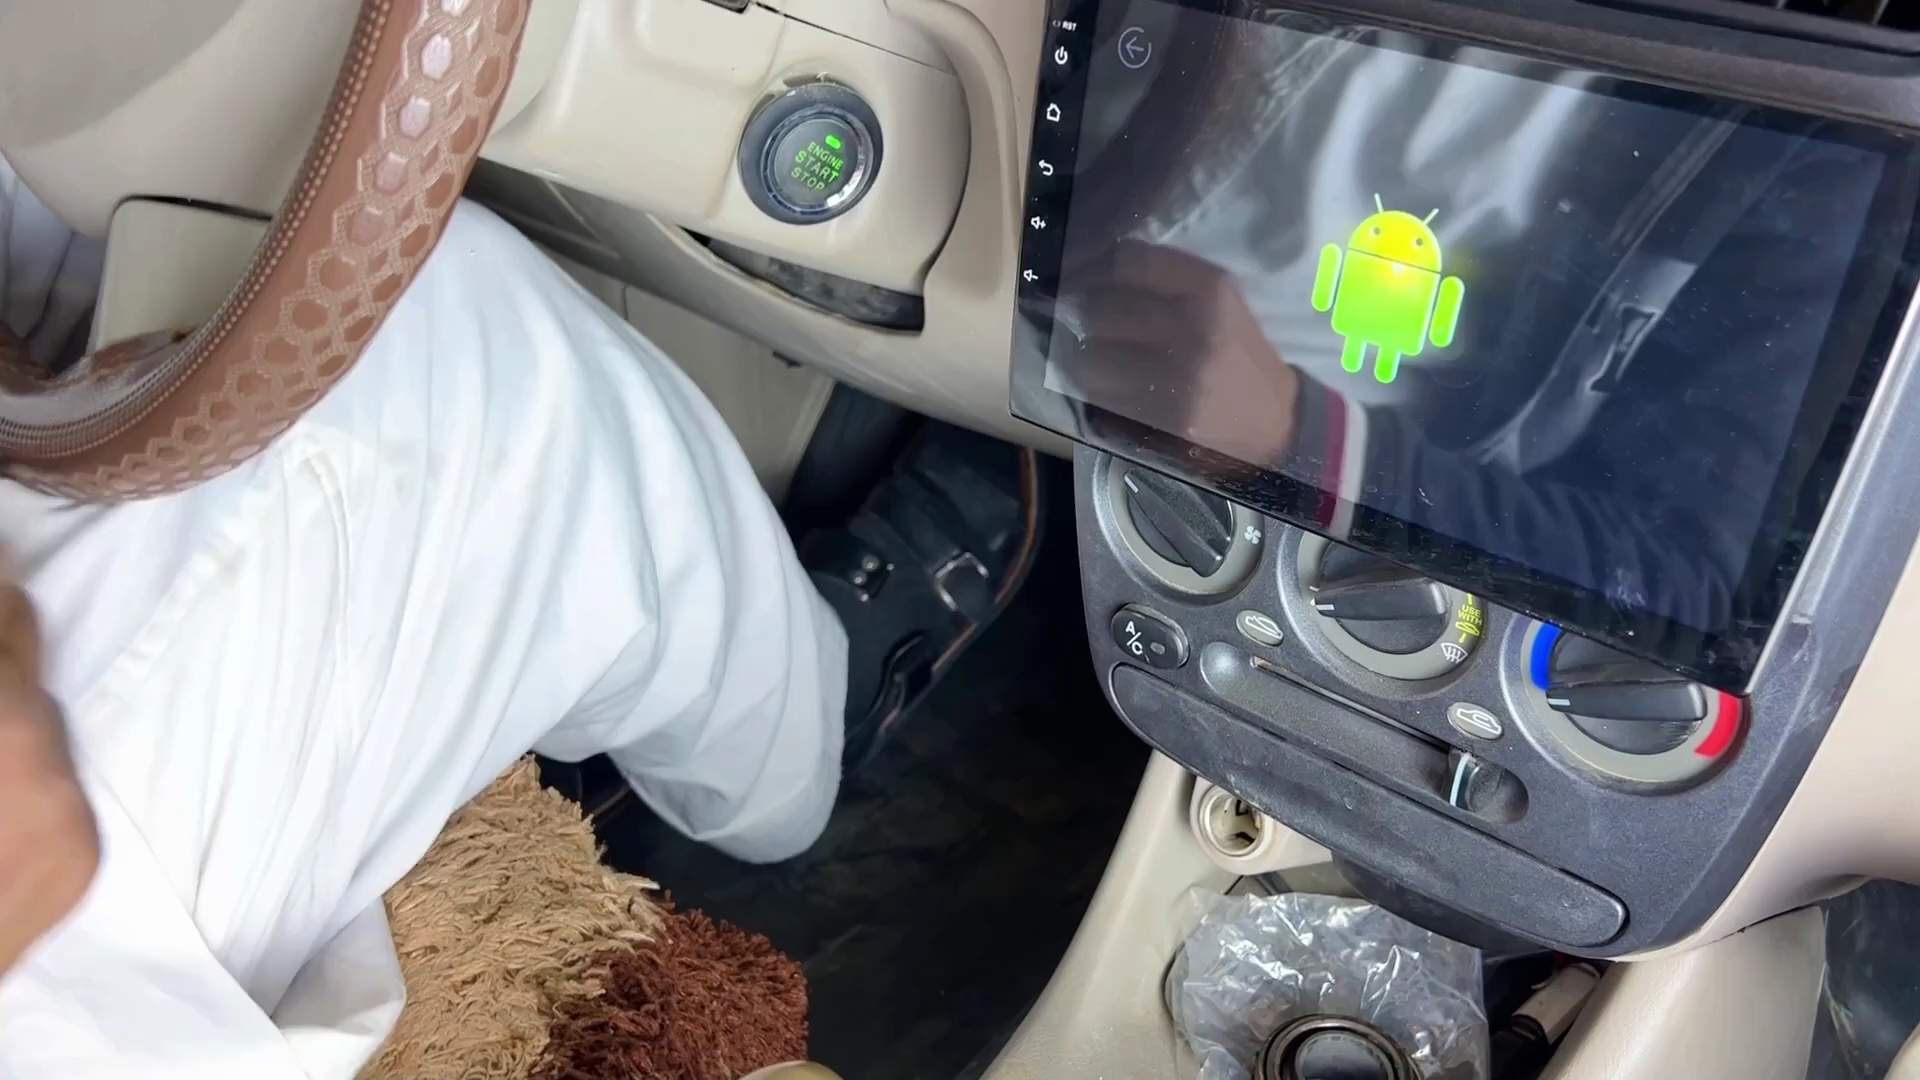 RST
ENGINE
START
STOP
A/C
USE
WITH